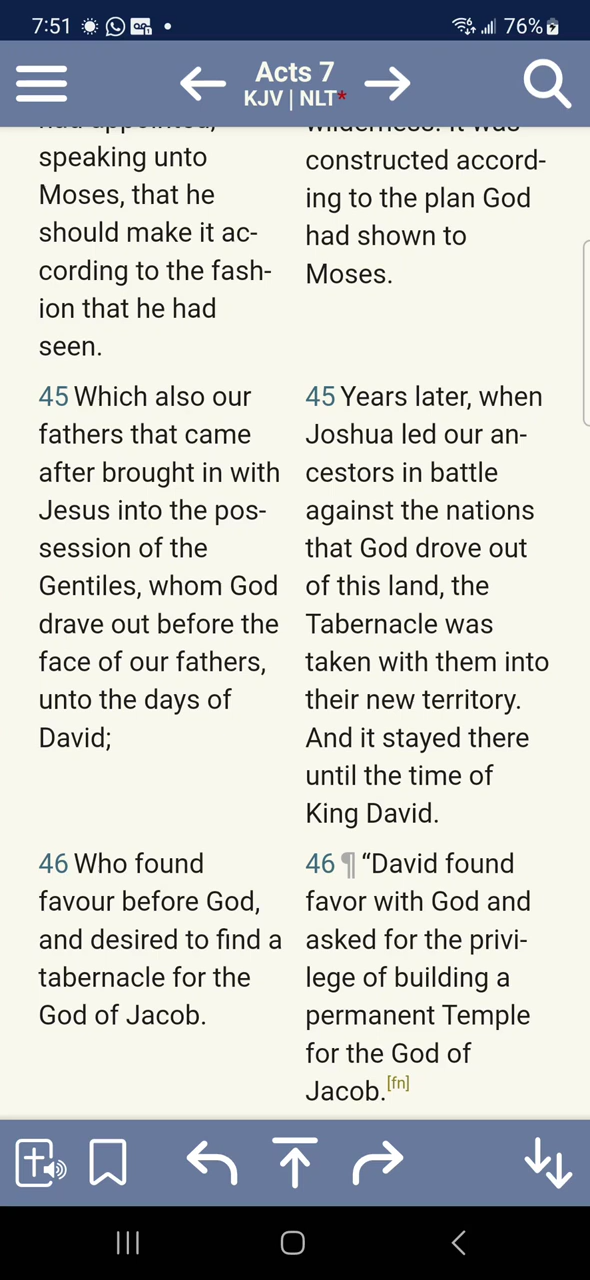 7:51
76%
Acts 7
KJV | NLT*
had appointed,
speaking unto
Moses, that he
should make it ac-
cording to the fash-
ion that he had
seen.
45 Which also our
fathers that came
after brought in with
Jesus into the pos-
session of the
Gentiles, whom God
drave out before the
face of our fathers,
unto the days of
David;
46 Who found
favour before God,
and desired to find a
tabernacle for the
God of Jacob.
wilderness. It was
constructed accord-
ing to the plan God
had shown to
Moses.
45 Years later, when
Joshua led our an-
cestors in battle
against the nations
that God drove out
of this land, the
Tabernacle was
taken with them into
their new territory.
And it stayed there
until the time of
King David.
46 ¶ “David found
favor with God and
asked for the privi-
lege of building a
permanent Temple
for the God of
Jacob.[fn]